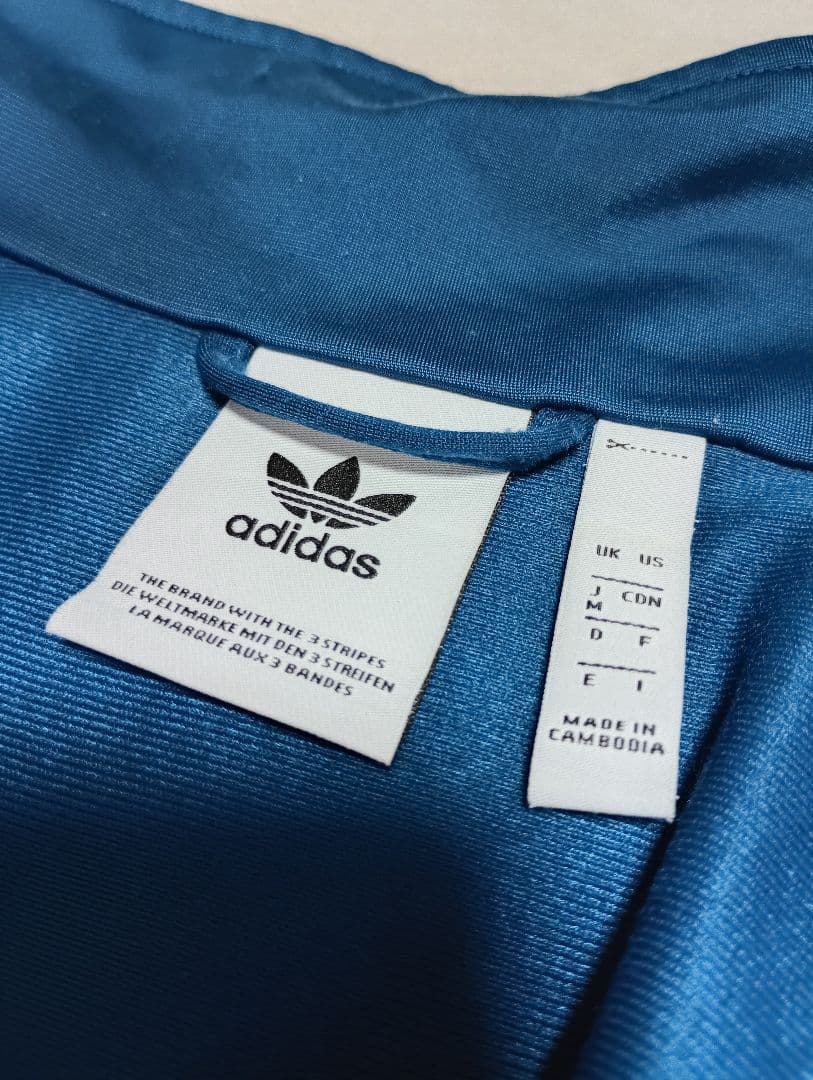 adidas
THE BRAND WITH THE 3 STRIPES
DIE WELTMARKE MIT DEN 3 STREIFEN
LA MARQUE AUX 3 BANDES
UK US
J CDN
M
D F
E I
MADE IN
CAMBODIA